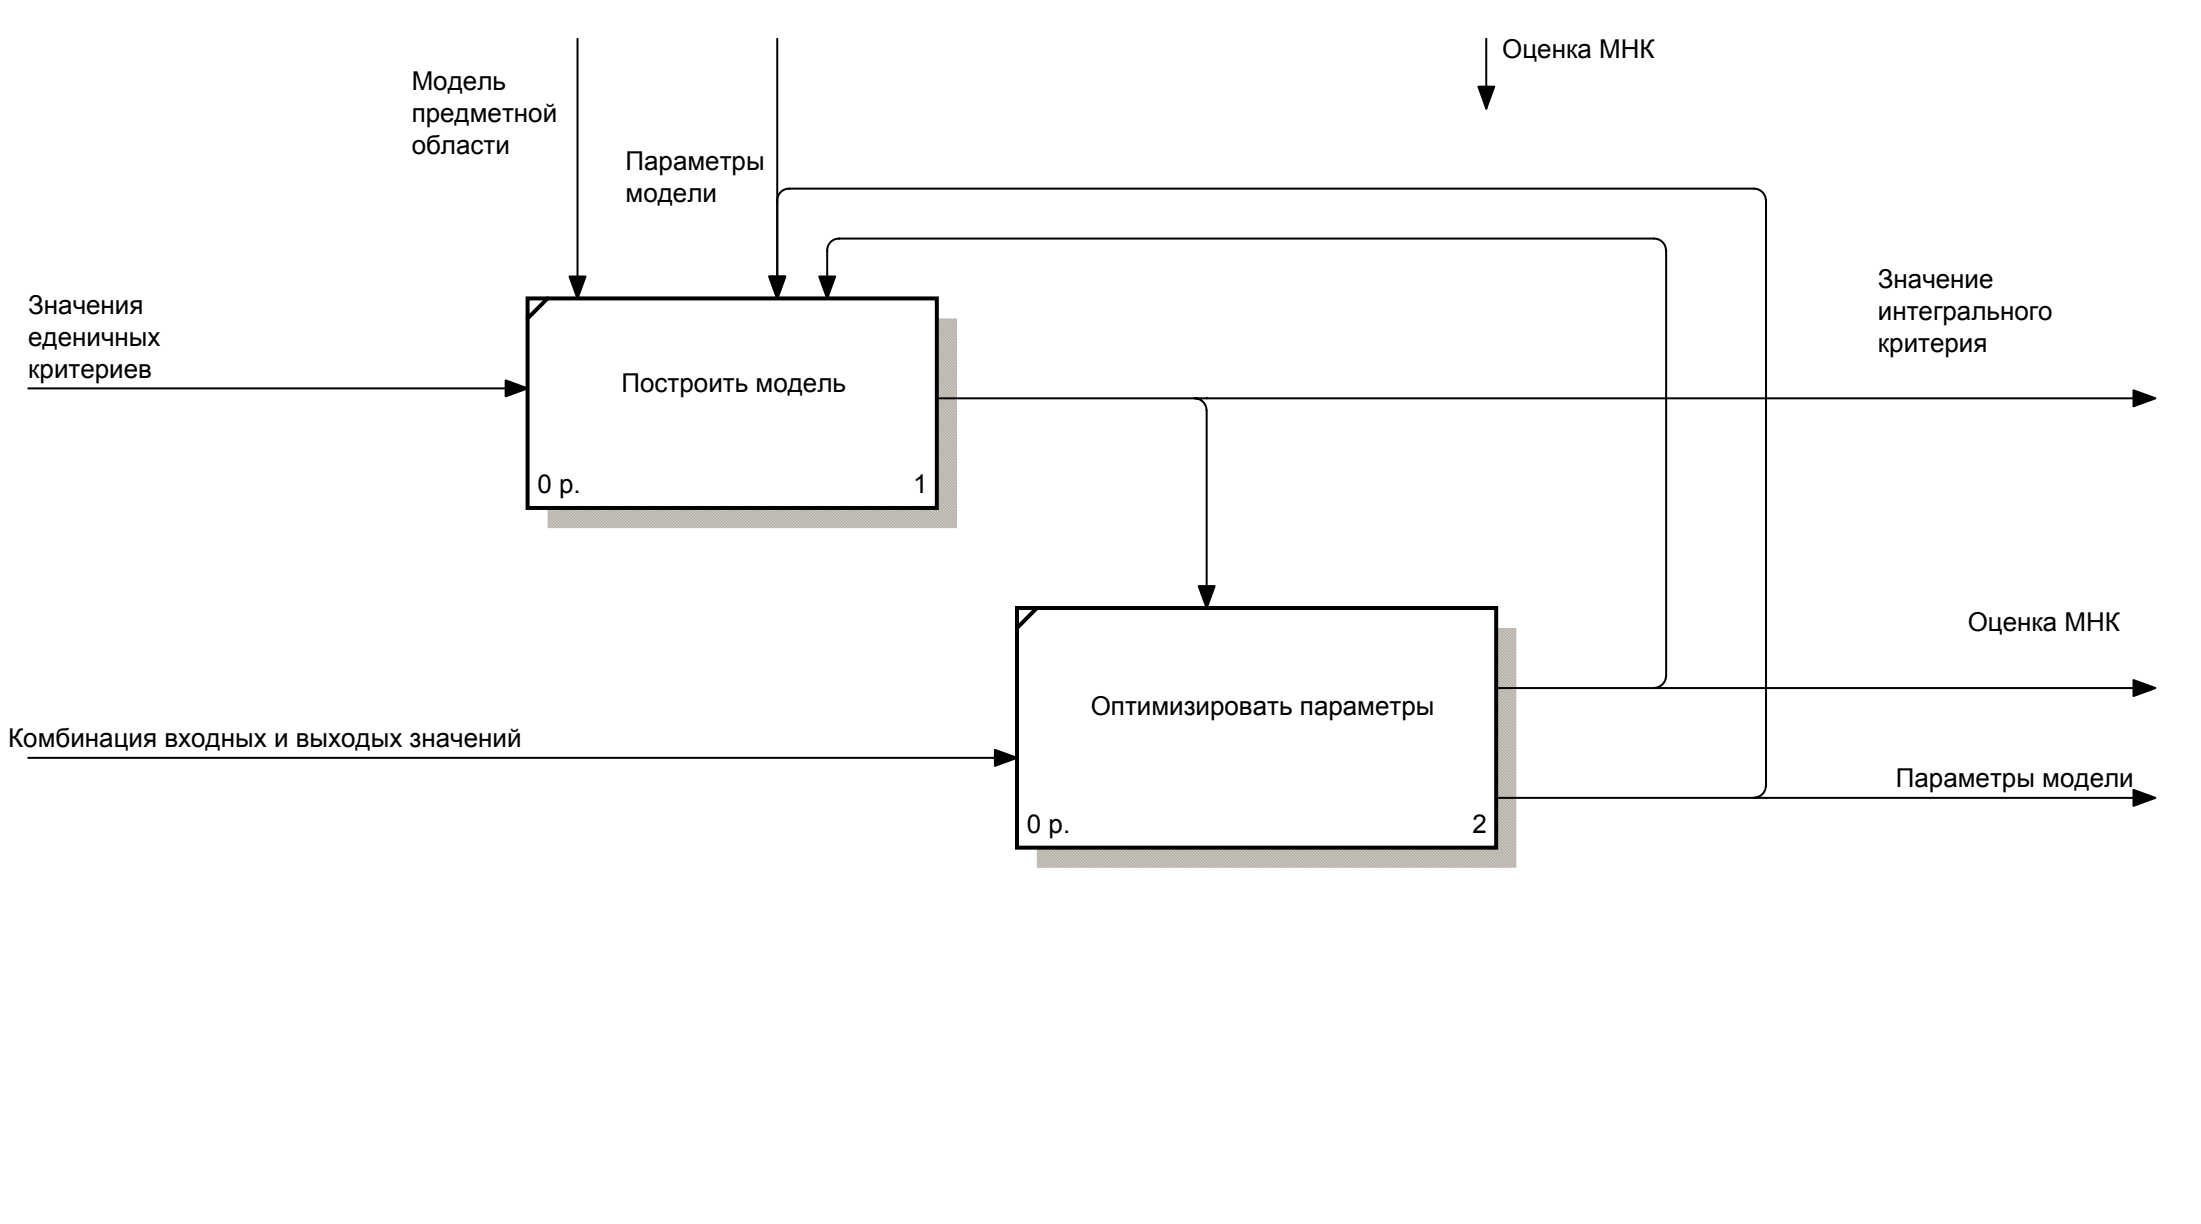 Оценка МНК
Модель
предметной
области
Параметры
модели
Значения
еденичных
критериев
Значение
интегрального
критерия
Построить модель
0 р.
1
Оценка МНК
Оптимизировать параметры
Комбинация входных и выходых значений
Параметры модели
0 р.
2